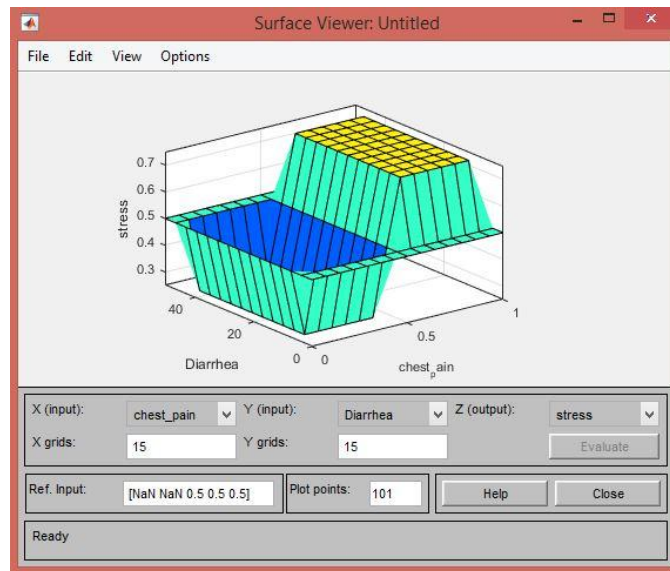 Surface Viewer: Untitled
File Edit View Options
0.7
0.6
0.5
0.4
0.3
stress
40
20
0
Diarrhea
0
0.5
1
chest_pain
X (input): chest_pain Y (input): Diarrhea Z (output): stress
X grids: 15 Y grids: 15 Evaluate
Ref. Input: [NaN NaN 0.5 0.5 0.5] Plot points: 101 Help Close
Ready